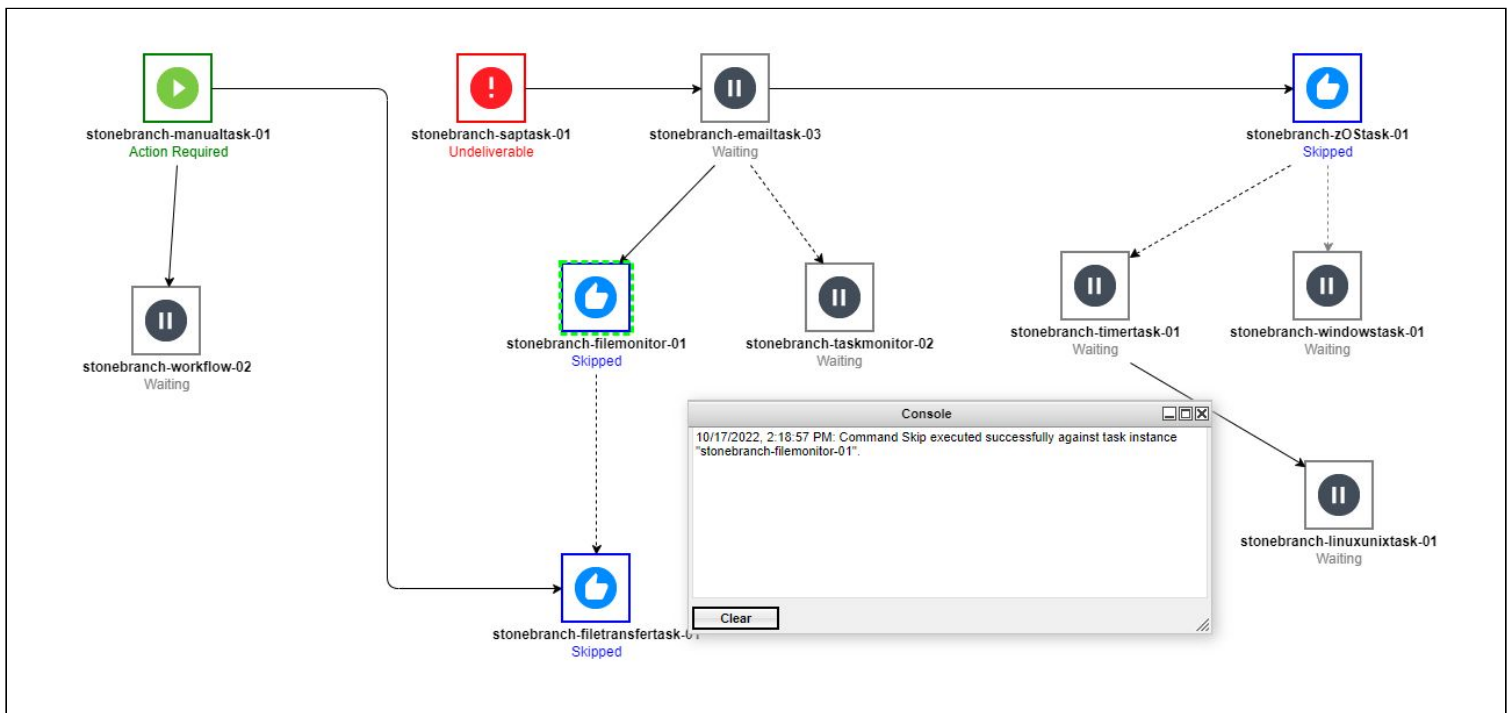 stonebranch-manualtask-01
Action Required
stonebranch-saptask-01
Undeliverable
stonebranch-emailtask-03
Waiting
stonebranch-zOStask-01
Skipped
stonebranch-workflow-02
Waiting
stonebranch-filemonitor-01
Skipped
stonebranch-taskmonitor-02
Waiting
stonebranch-timertask-01
Waiting
stonebranch-windowstask-01
Waiting
Console
10/17/2022, 2:18:57 PM: Command Skip executed successfully against task instance
"stonebranch-filemonitor-01".
Clear
stonebranch-linuxunixtask-01
Waiting
stonebranch-filetransfertask-01
Skipped